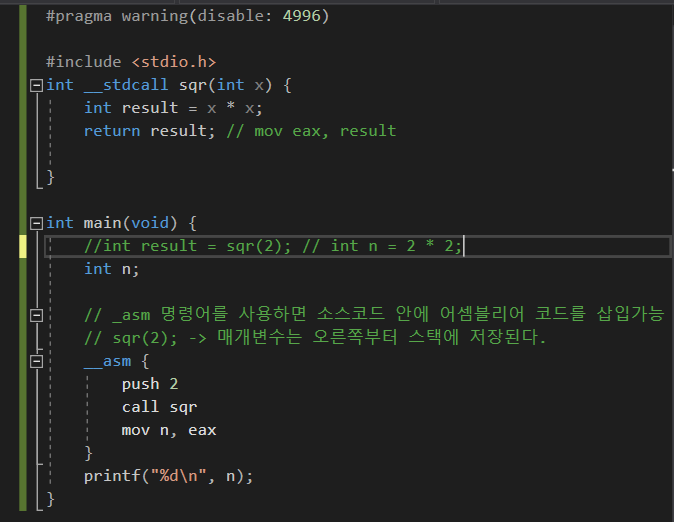 #pragma warning(disable: 4996)
#include <stdio.h>
int __stdcall sqr(int x) {
int result = x * x;
return result; // mov eax, result
}
int main(void) {
//int result = sqr(2); // int n = 2 * 2;
int n;
// _asm 명령어를 사용하면 소스코드 안에 어셈블리어 코드를 삽입가능
// sqr(2); -> 매개변수는 오른쪽부터 스택에 저장된다.
__asm {
push 2
call sqr
mov n, eax
}
printf("%d\n", n);
}